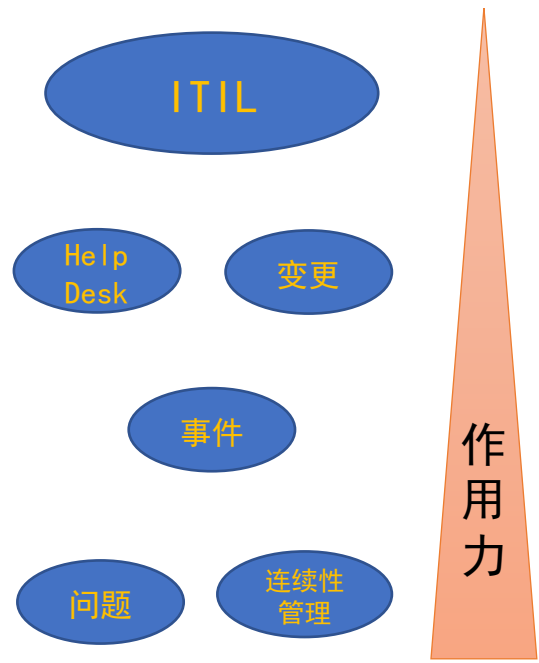 ITIL
Help
Desk
变更
事件
问题
连续性
管理
作
用
力